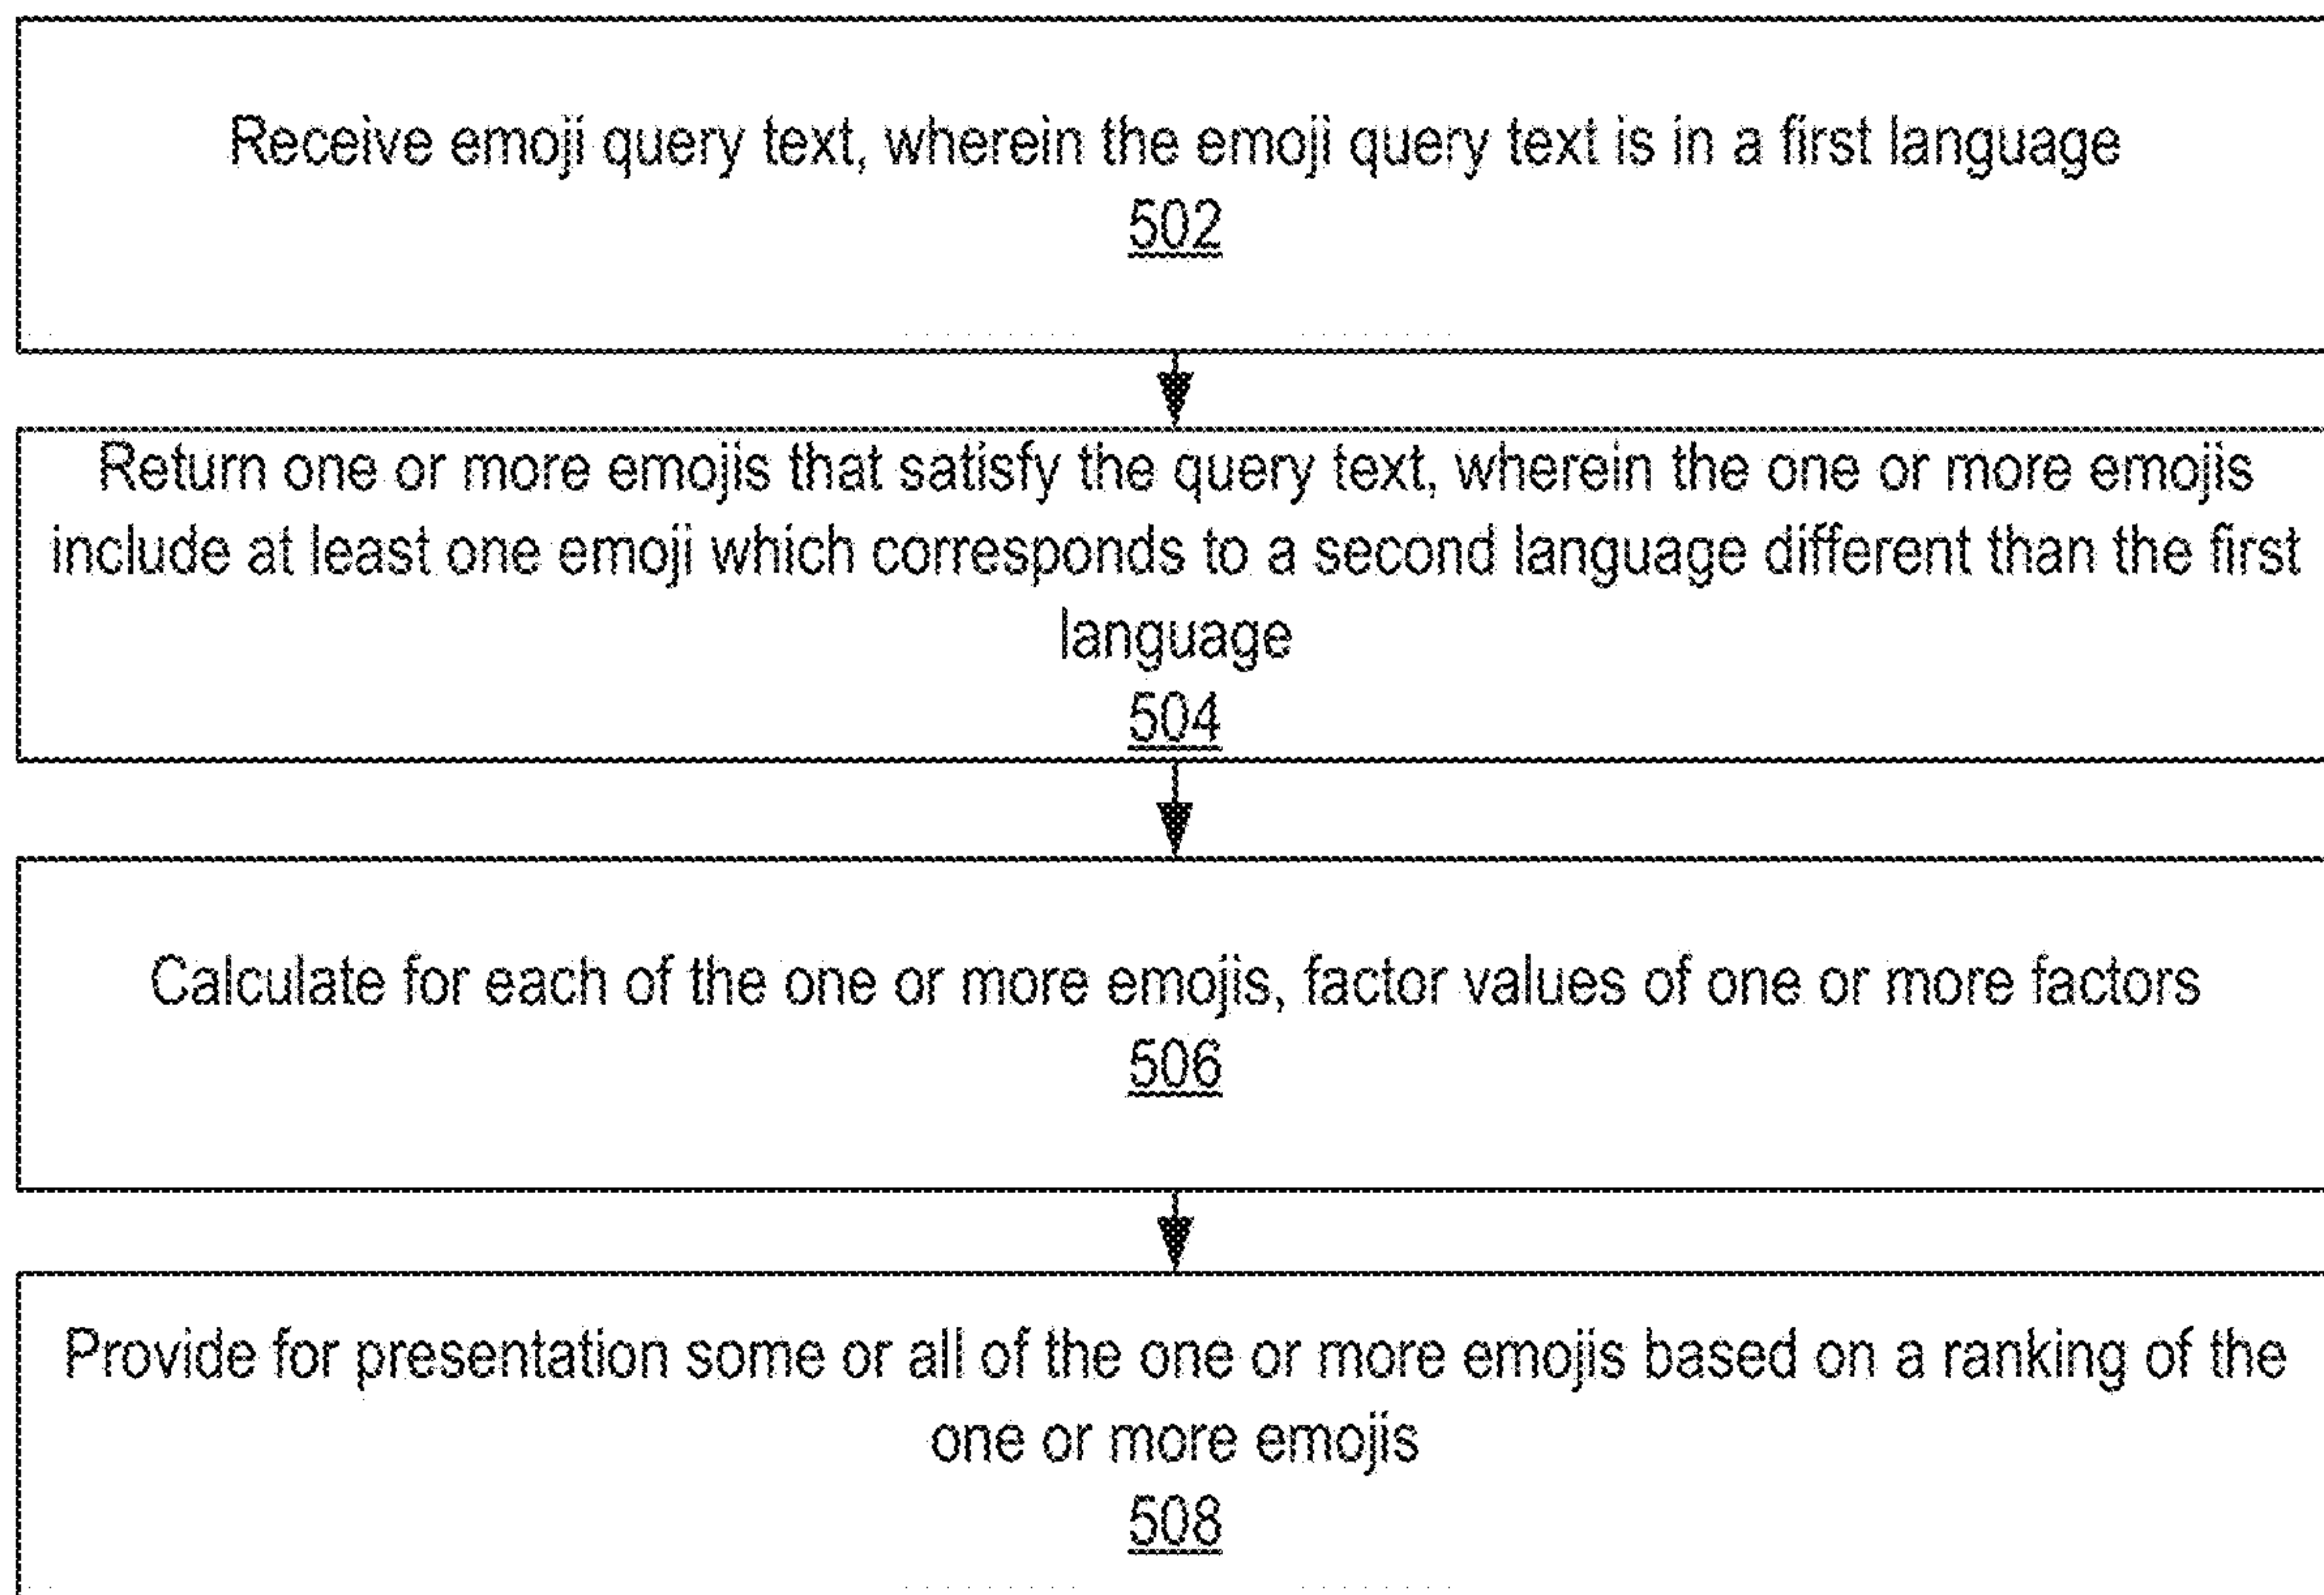 Receive emoji query text, wherein the emoji query text is in a first language
502
Return one or more emojis that satisfy the query text, wherein the one or more emojis
include at least one emoji which corresponds to a second language different than the first
language
504
Calculate for each of the one or more emojis, factor values of one or more factors
506
Provide for presentation some or all of the one or more emojis based on a ranking of the
one or more emojis
508